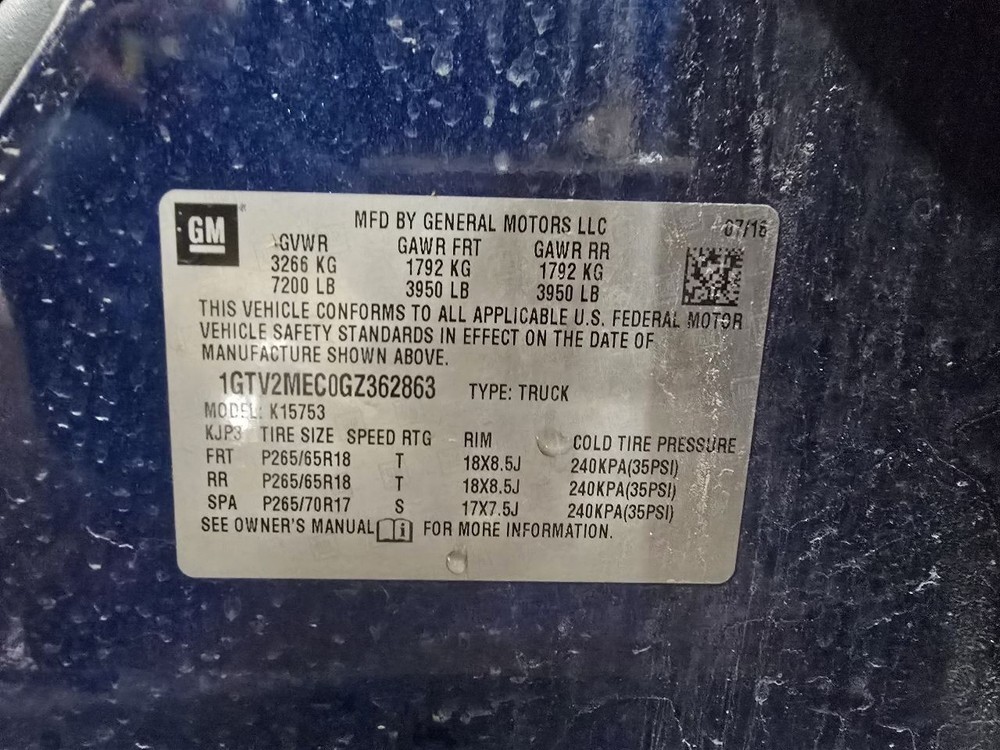 GM
MFD BY GENERAL MOTORS LLC 07/16
GVWR GAWR FRT GAWR RR
3266 KG 1792 KG 1792 KG
7200 LB 3950 LB 3950 LB
THIS VEHICLE CONFORMS TO ALL APPLICABLE U.S. FEDERAL MOTOR
VEHICLE SAFETY STANDARDS IN EFFECT ON THE DATE OF
MANUFACTURE SHOWN ABOVE.
1GTV2MEC0GZ362863 TYPE: TRUCK
MODEL: K15753
KJP3 TIRE SIZE SPEED RTG RIM COLD TIRE PRESSURE
FRT P265/65R18 T 18X8.5J 240KPA(35PSI)
RR P265/65R18 T 18X8.5J 240KPA(35PSI)
SPA P265/70R17 S 17X7.5J 240KPA(35PSI)
SEE OWNER'S MANUAL FOR MORE INFORMATION.